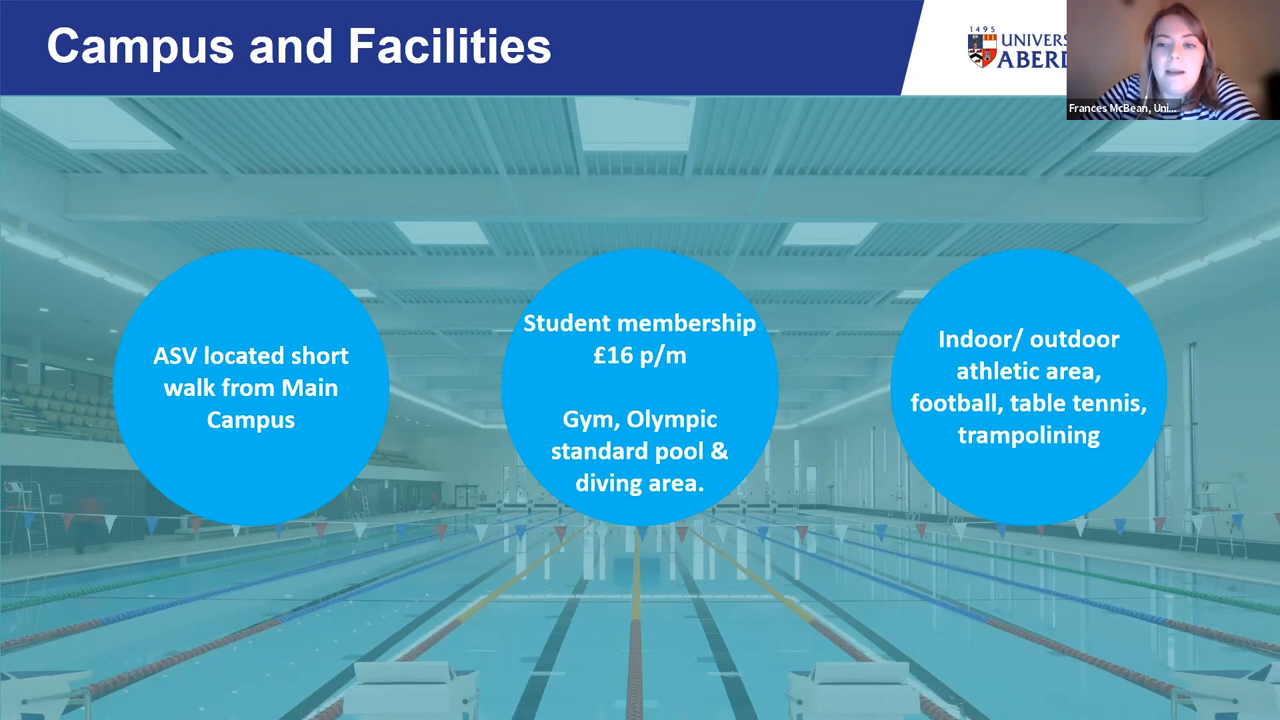 Campus and Facilities
1495
UNIVERS
ABER
Frances McBean, Uni...
ASV located short
walk from Main
Campus
Student membership
£16 p/m
Gym, Olympic
standard pool &
diving area.
Indoor/ outdoor
athletic area,
football, table tennis,
trampolining